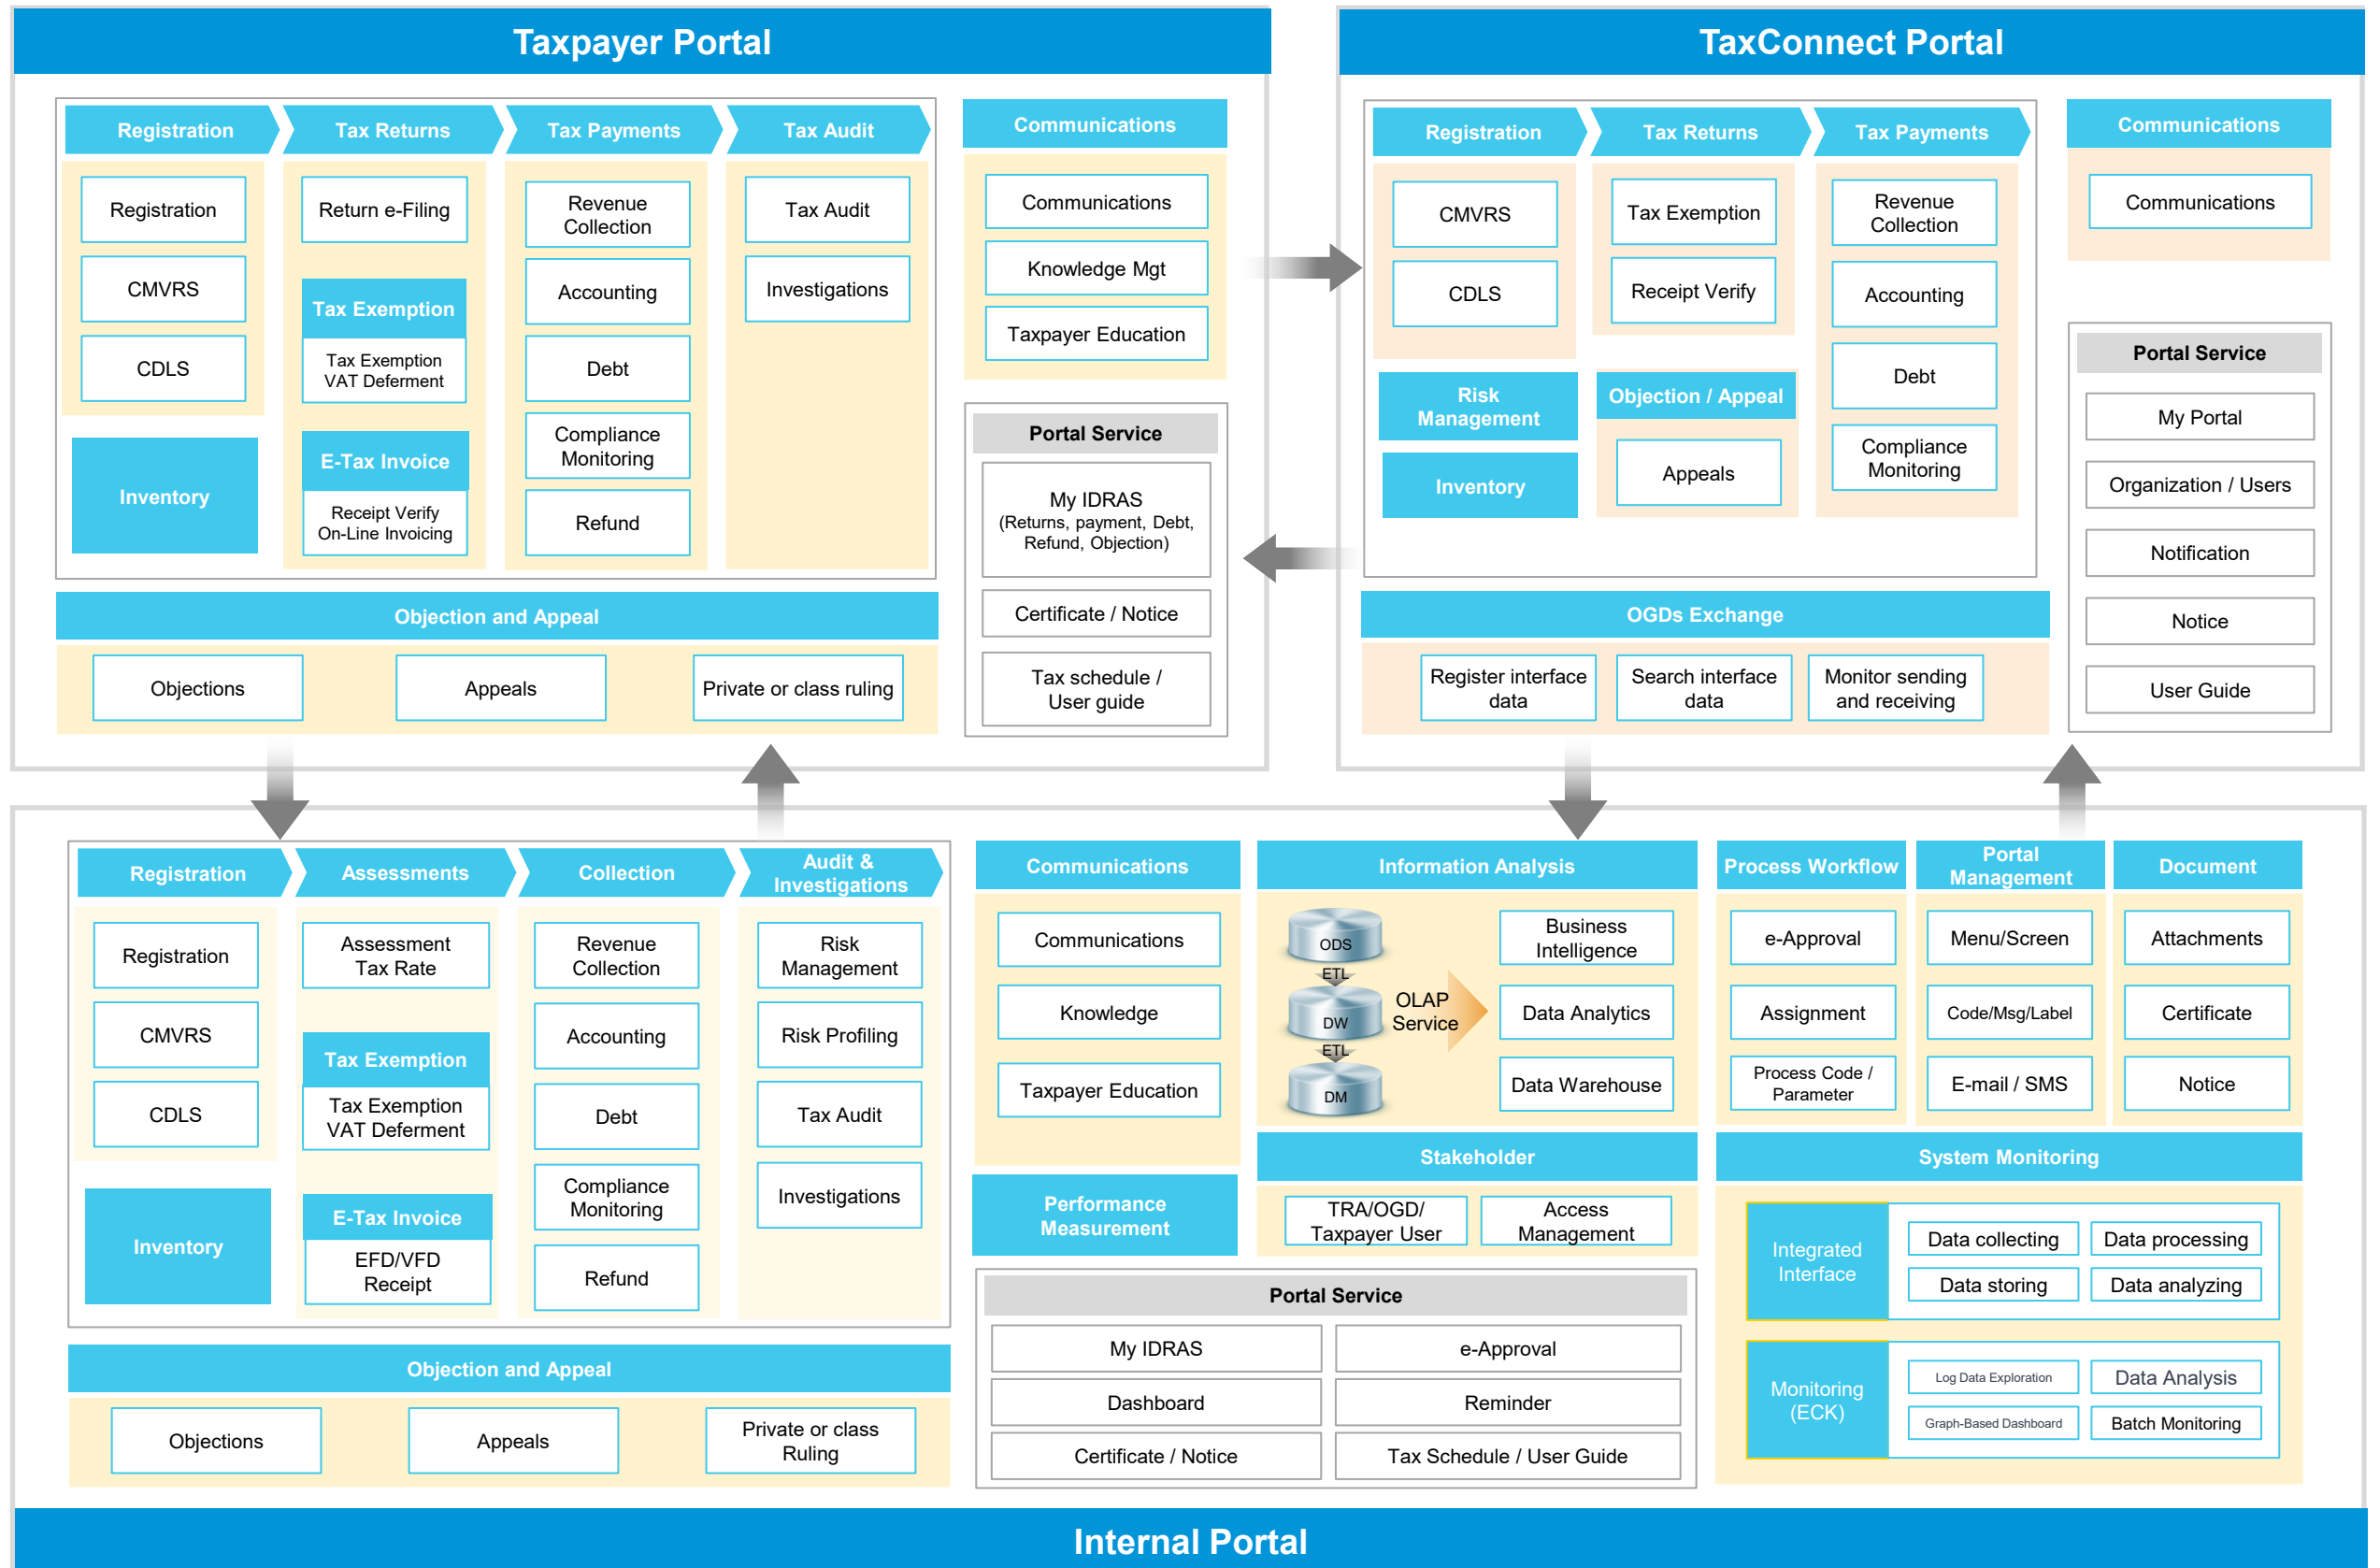 Taxpayer Portal
Registration
Tax Returns
Tax Payments
Tax Audit
Registration
CMVRS
CDLS
Inventory
Return e-Filing
Tax Exemption
Tax Exemption
VAT Deferment
E-Tax Invoice
Receipt Verify
On-Line Invoicing
Revenue
Collection
Accounting
Debt
Compliance
Monitoring
Refund
Tax Audit
Investigations
Communications
Communications
Knowledge Mgt
Taxpayer Education
Portal Service
My IDRAS
(Returns, payment, Debt,
Refund, Objection)
Certificate / Notice
Tax schedule /
User guide
Objection and Appeal
Objections
Appeals
Private or class ruling
TaxConnect Portal
Registration
Tax Returns
Tax Payments
CMVRS
CDLS
Risk
Management
Inventory
Tax Exemption
Receipt Verify
Objection / Appeal
Appeals
Revenue
Collection
Accounting
Debt
Compliance
Monitoring
Communications
Communications
Portal Service
My Portal
Organization / Users
Notification
Notice
User Guide
OGDs Exchange
Register interface
data
Search interface
data
Monitor sending
and receiving
Registration
Assessments
Collection
Audit &
Investigations
Registration
CMVRS
CDLS
Inventory
Assessment
Tax Rate
Tax Exemption
Tax Exemption
VAT Deferment
E-Tax Invoice
EFD/VFD
Receipt
Revenue
Collection
Accounting
Debt
Compliance
Monitoring
Refund
Risk
Management
Risk Profiling
Tax Audit
Investigations
Objection and Appeal
Objections
Appeals
Private or class
Ruling
Communications
Communications
Knowledge
Taxpayer Education
Performance
Measurement
Information Analysis
ODS
ETL
DW
ETL
DM
OLAP
Service
Business
Intelligence
Data Analytics
Data Warehouse
Stakeholder
TRA/OGD/
Taxpayer User
Access
Management
Portal Service
My IDRAS
e-Approval
Dashboard
Reminder
Certificate / Notice
Tax Schedule / User Guide
Process Workflow
e-Approval
Assignment
Process Code /
Parameter
Portal
Management
Menu/Screen
Code/Msg/Label
E-mail / SMS
Document
Attachments
Certificate
Notice
System Monitoring
Integrated
Interface
Data collecting
Data processing
Data storing
Data analyzing
Monitoring
(ECK)
Log Data Exploration
Data Analysis
Graph-Based Dashboard
Batch Monitoring
Internal Portal